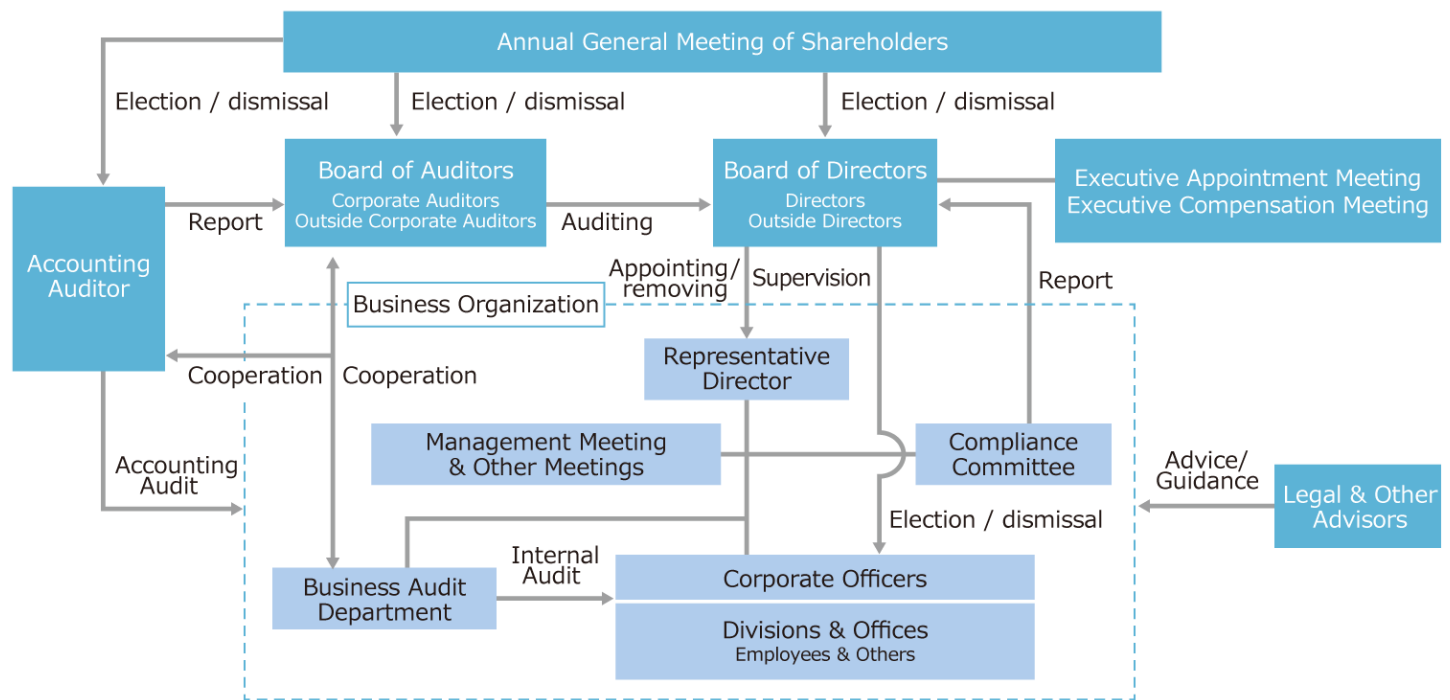 Annual General Meeting of Shareholders
Election / dismissal
Election / dismissal
Election / dismissal
Board of Auditors
Corporate Auditors
Outside Corporate Auditors
Board of Directors
Directors
Outside Directors
Executive Appointment Meeting
Executive Compensation Meeting
Report
Auditing
Accounting
Auditor
Appointing/
removing
Supervision
Report
Business Organization
Representative
Director
Cooperation
Cooperation
Management Meeting
& Other Meetings
Compliance
Committee
Accounting
Audit
Advice/
Guidance
Legal & Other
Advisors
Election / dismissal
Internal
Audit
Business Audit
Department
Corporate Officers
Divisions & Offices
Employees & Others